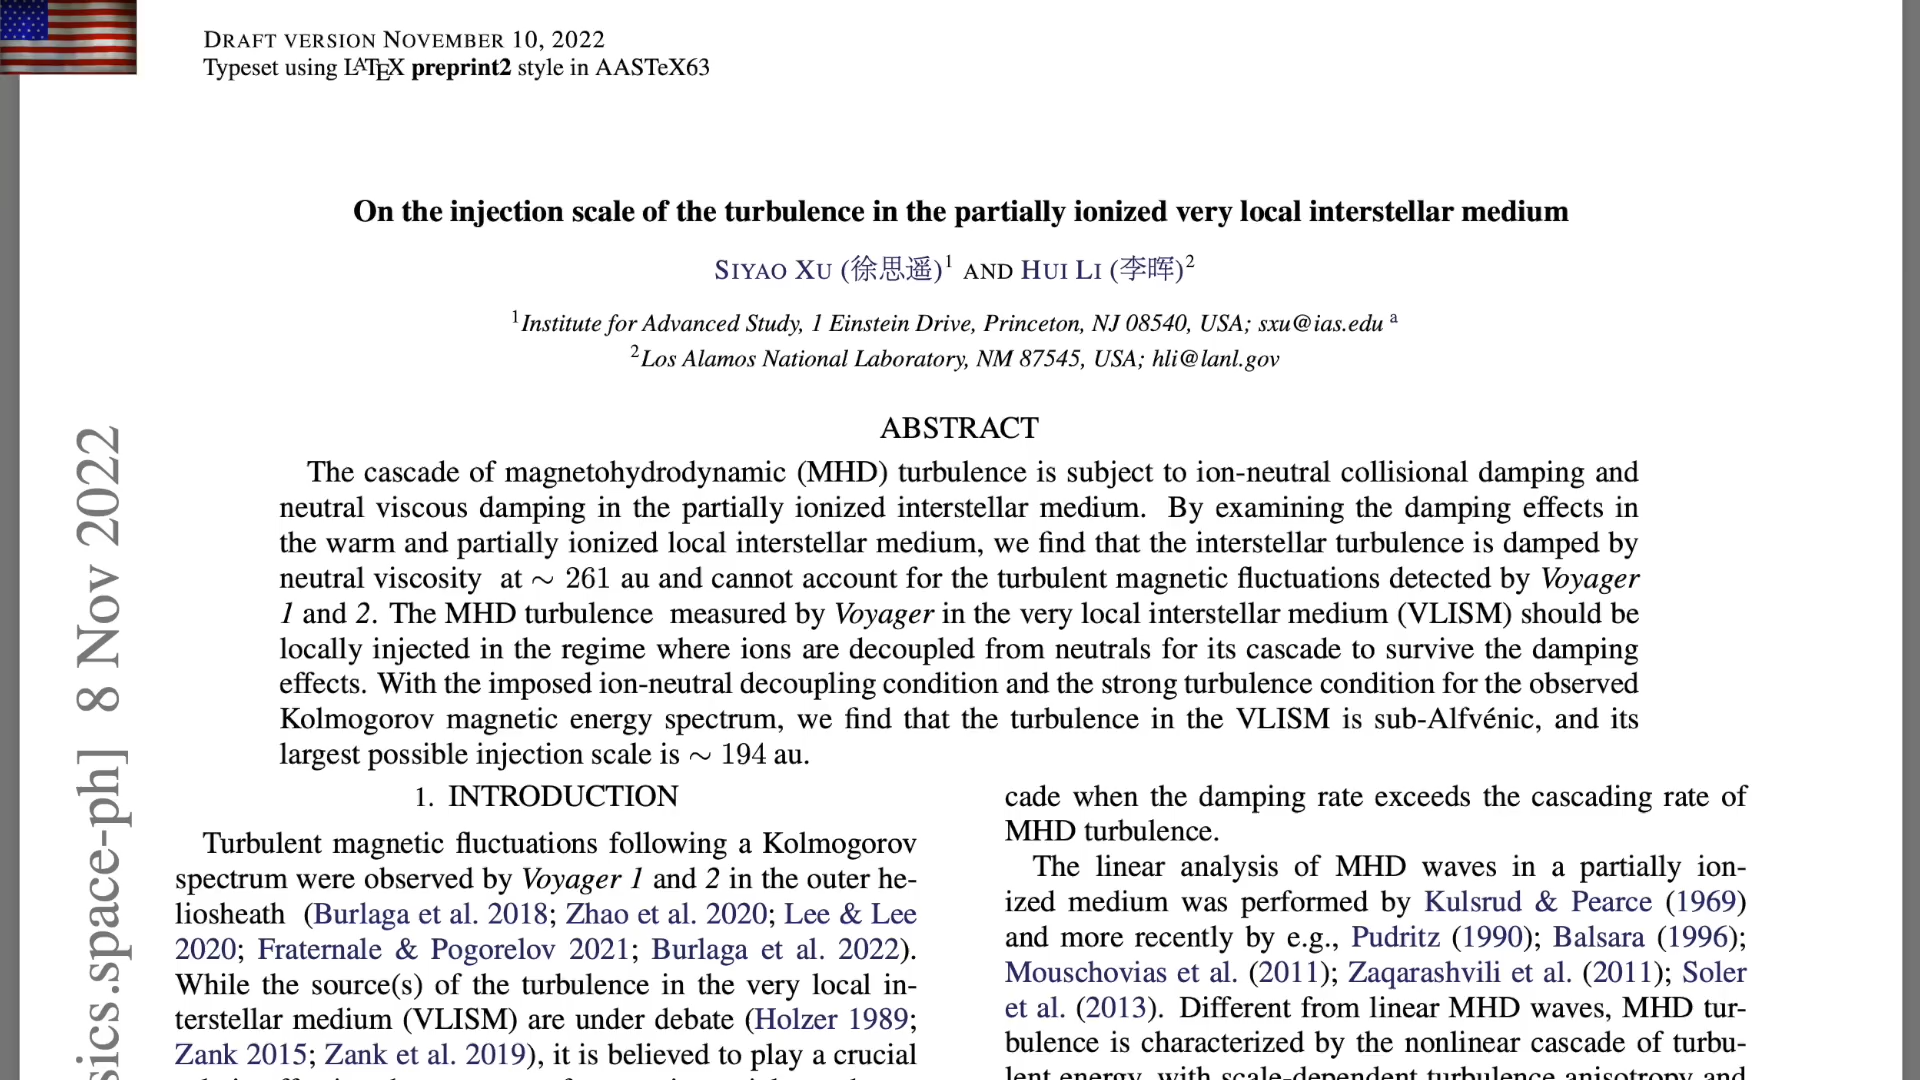 DRAFT VERSION NOVEMBER 10, 2022
Typeset using LATEX preprint2 style in AASTeX63
On the injection scale of the turbulence in the partially ionized very local interstellar medium
SIYAO XU (徐思遥)1 AND HUI LI (李晖)2
1Institute for Advanced Study, 1 Einstein Drive, Princeton, NJ 08540, USA; sxu@ias.edu a
2Los Alamos National Laboratory, NM 87545, USA; hli@lanl.gov
ABSTRACT
The cascade of magnetohydrodynamic (MHD) turbulence is subject to ion-neutral collisional damping and
neutral viscous damping in the partially ionized interstellar medium. By examining the damping effects in
the warm and partially ionized local interstellar medium, we find that the interstellar turbulence is damped by
neutral viscosity at ∼ 261 au and cannot account for the turbulent magnetic fluctuations detected by Voyager
1 and 2. The MHD turbulence measured by Voyager in the very local interstellar medium (VLISM) should be
locally injected in the regime where ions are decoupled from neutrals for its cascade to survive the damping
effects. With the imposed ion-neutral decoupling condition and the strong turbulence condition for the observed
Kolmogorov magnetic energy spectrum, we find that the turbulence in the VLISM is sub-Alfvénic, and its
largest possible injection scale is ∼ 194 au.
1. INTRODUCTION
Turbulent magnetic fluctuations following a Kolmogorov
spectrum were observed by Voyager 1 and 2 in the outer he-
liosheath (Burlaga et al. 2018; Zhao et al. 2020; Lee & Lee
2020; Fraternale & Pogorelov 2021; Burlaga et al. 2022).
While the source(s) of the turbulence in the very local in-
terstellar medium (VLISM) are under debate (Holzer 1989;
Zank 2015; Zank et al. 2019), it is believed to play a crucial
cade when the damping rate exceeds the cascading rate of
MHD turbulence.
The linear analysis of MHD waves in a partially ion-
ized medium was performed by Kulsrud & Pearce (1969)
and more recently by e.g., Pudritz (1990); Balsara (1996);
Mouschovias et al. (2011); Zaqarashvili et al. (2011); Soler
et al. (2013). Different from linear MHD waves, MHD tur-
bulence is characterized by the nonlinear cascade of turbu-
lent energy, with scale-dependent turbulence anisotropy and
sics.space-ph] 8 Nov 2022